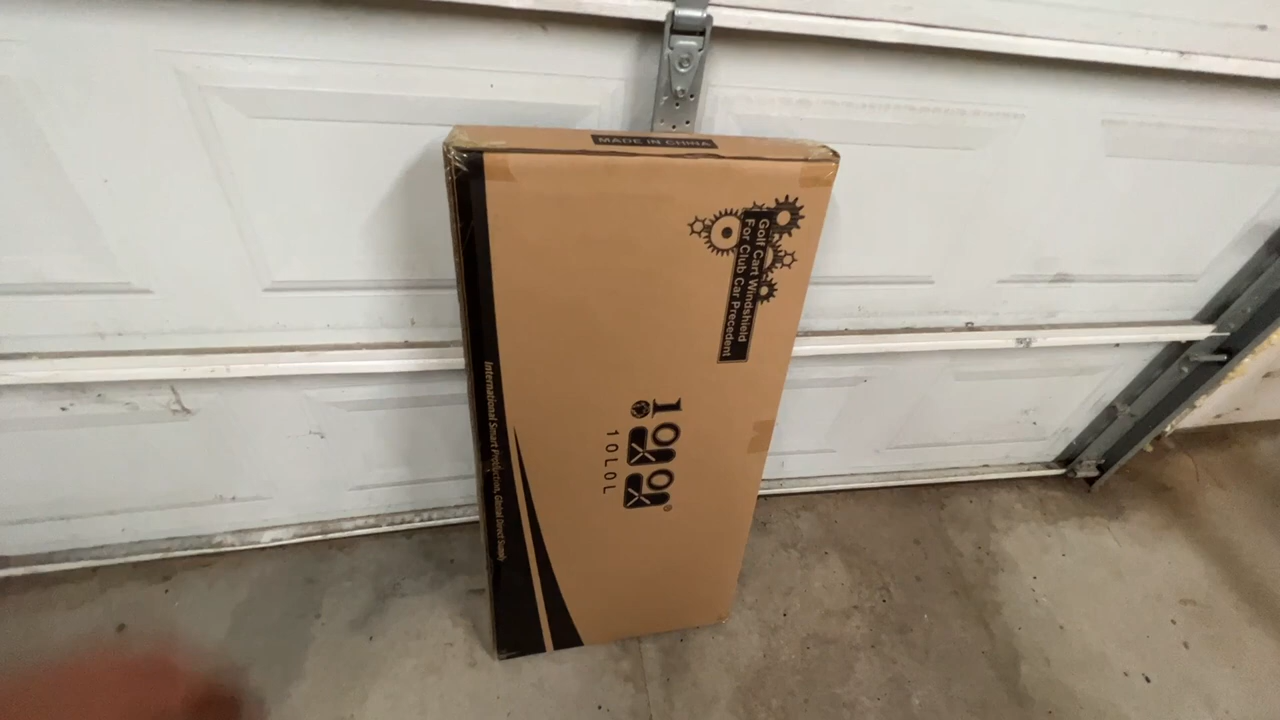 MADE IN CHINA
Golf Cart Windshield
For Club Car Precedent
10L0L
International Smart Production, Global Direct Supply